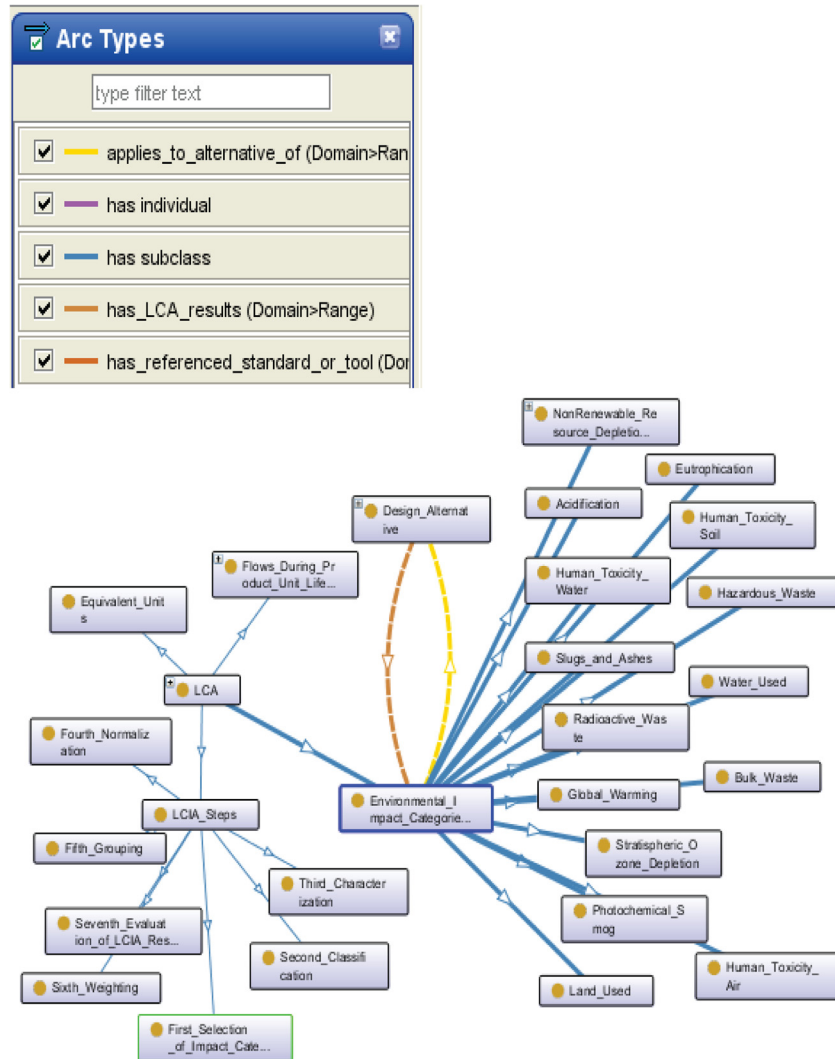 Arc Types
type filter text
applies_to_alternative_of (Domain>Ran
has individual
has subclass
has_LCA_results (Domain>Range)
has_referenced_standard_or_tool (Dor
NonRenewable_Re
source_Depletio...
Eutrophication
Design_Alternat
ive
Acidification
Human_Toxicity_
Soil
Flows_During_Pr
oduct_Unit_Life...
Human_Toxicity_
Water
Equivalent_Unit
s
Hazardous_Waste
Slugs_and_Ashes
LCA
Water_Used
Radioactive_Was
te
Fourth_Normaliz
ation
Bulk_Waste
Environmental_I
mpact_Categorie...
Global_Warming
LCIA_Steps
Fifth_Grouping
Stratispheric_O
zone_Depletion
Third_Character
ization
Photochemical_S
mog
Seventh_Evaluat
ion_of_LCIA_Res...
Second_Classifi
cation
Human_Toxicity_
Air
Sixth_Weighting
Land_Used
First_Selection
_of_Impact_Cate...